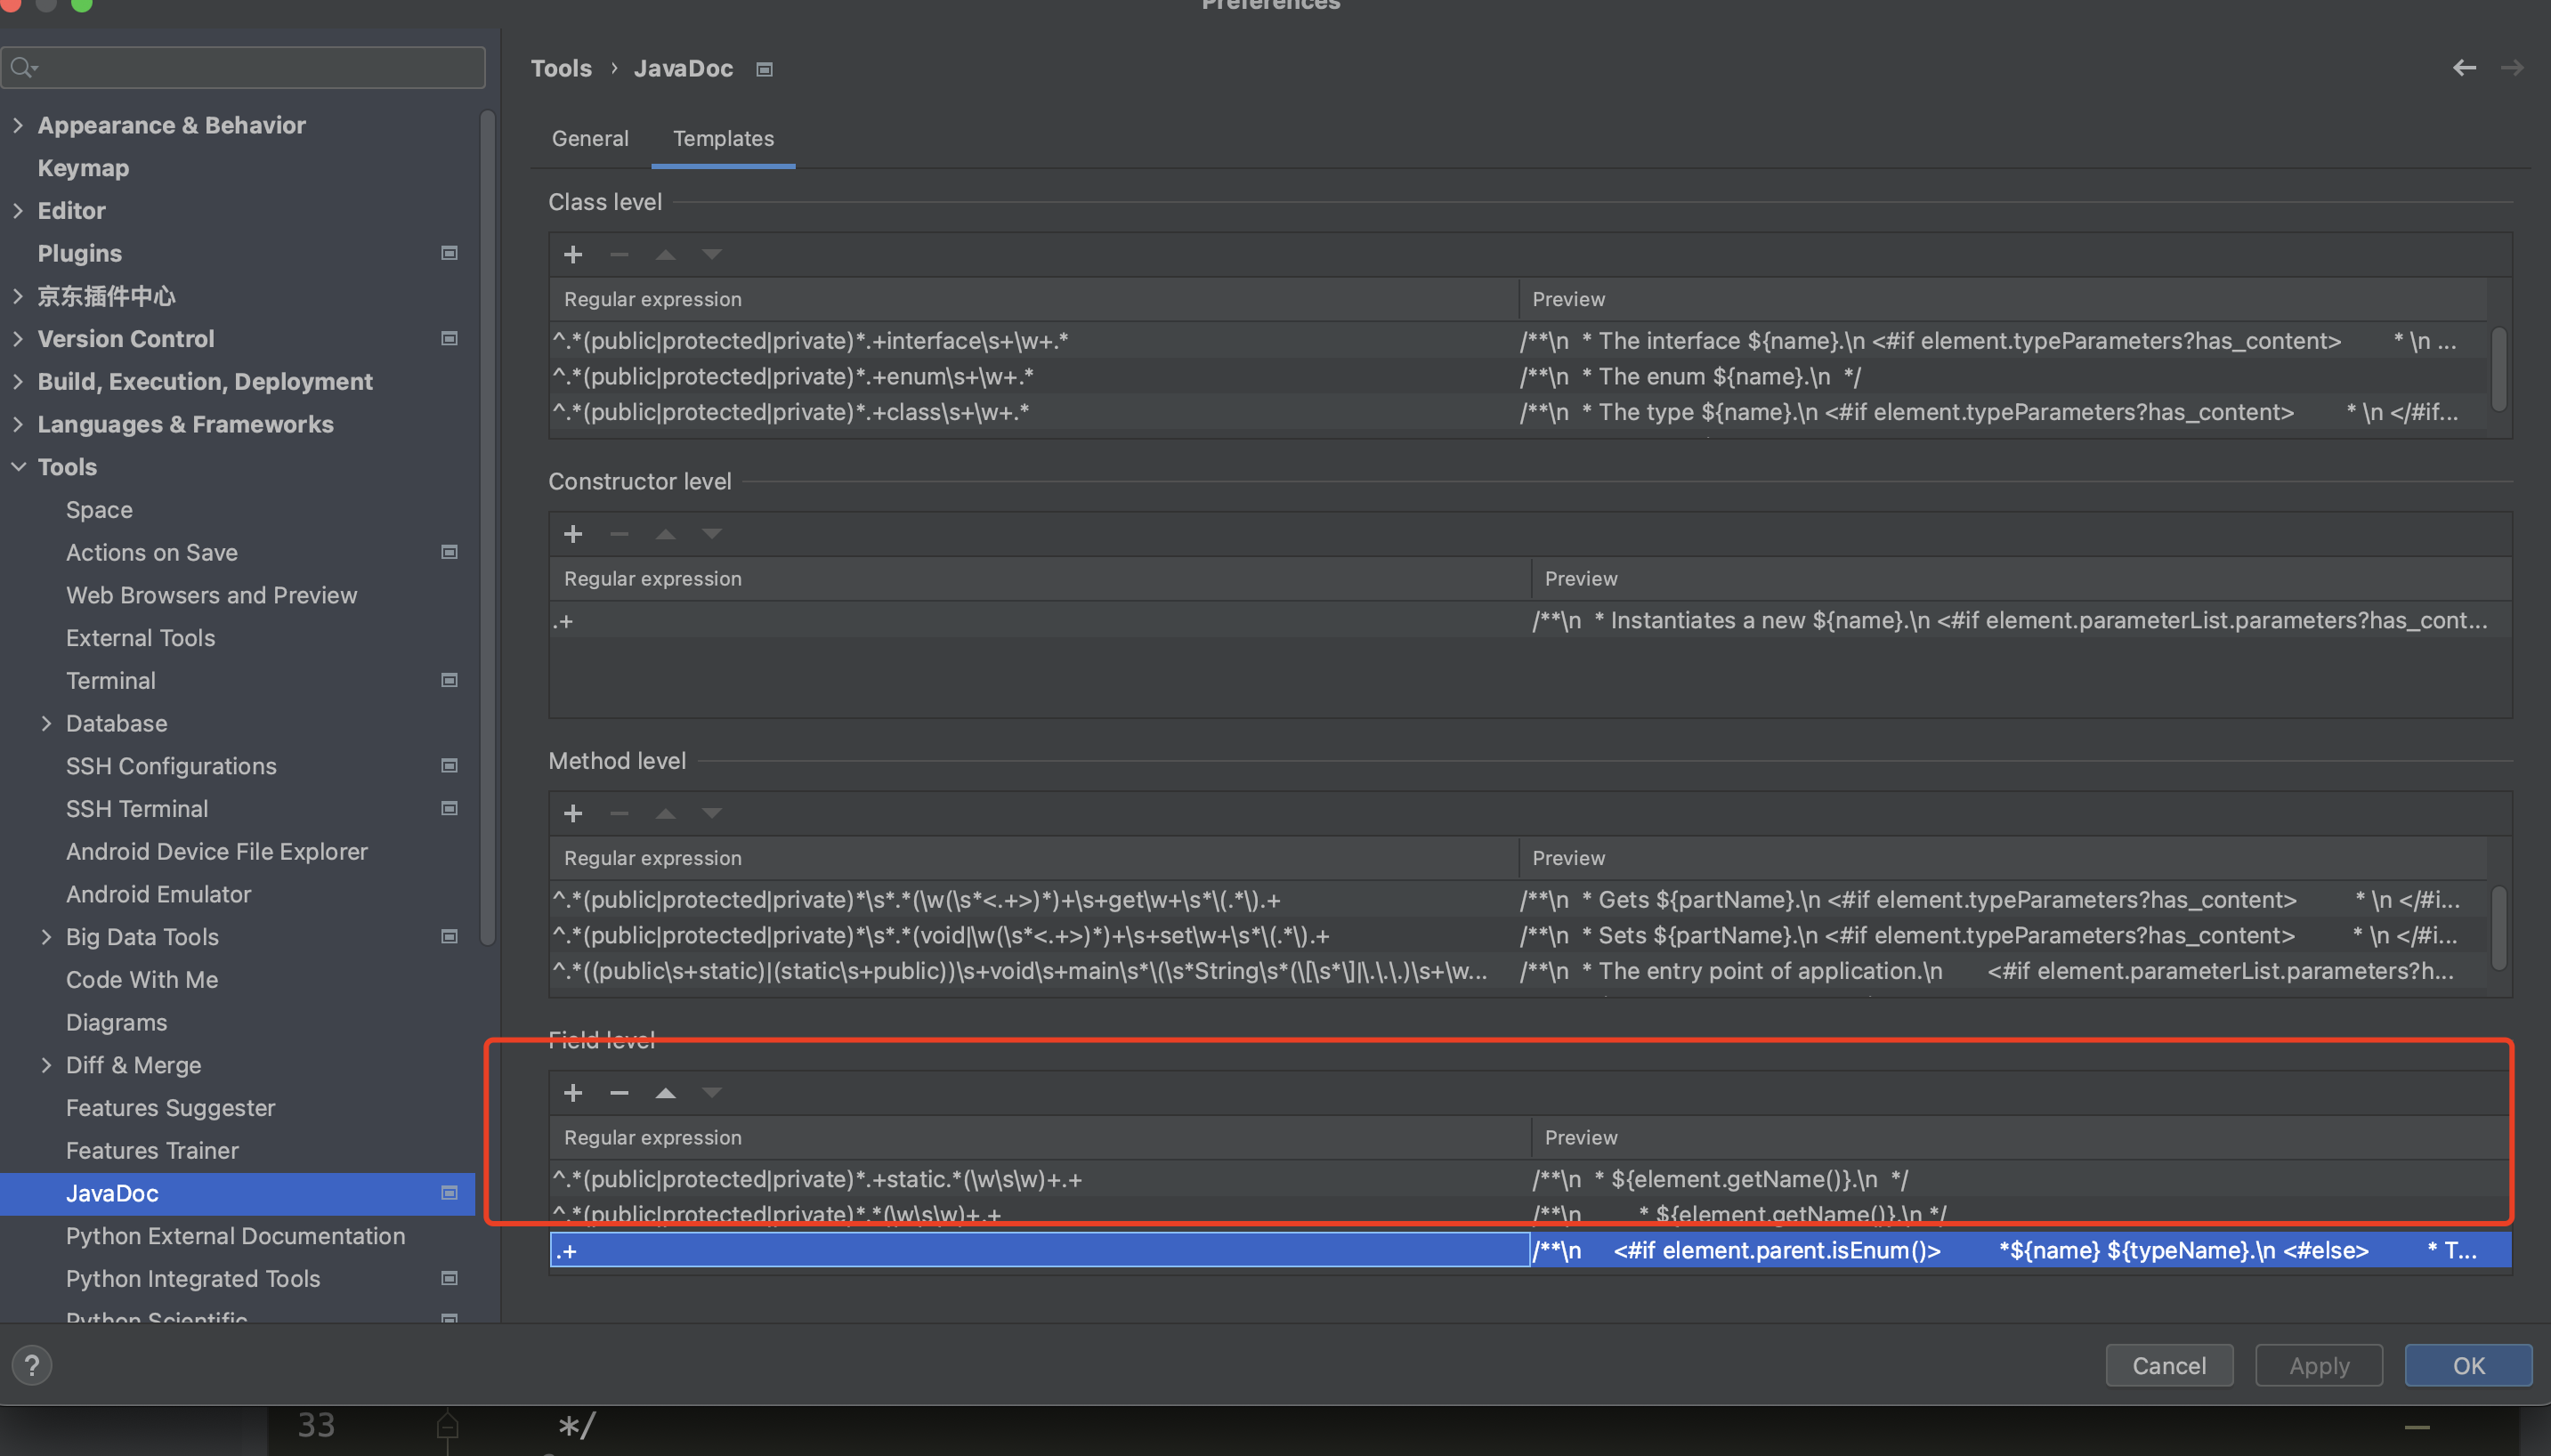 Preferences
Tools › JavaDoc
Appearance & Behavior
Keymap
Editor
Plugins
京东插件中心
Version Control
Build, Execution, Deployment
Languages & Frameworks
Tools
Space
Actions on Save
Web Browsers and Preview
External Tools
Terminal
Database
SSH Configurations
SSH Terminal
Android Device File Explorer
Android Emulator
Big Data Tools
Code With Me
Diagrams
Diff & Merge
Features Suggester
Features Trainer
JavaDoc
Python External Documentation
Python Integrated Tools
Python Scientific
General Templates
Class level
Regular expression Preview
^.*(public|protected|private)*.+interface\s+\w+.* /**\n * The interface ${name}.\n <#if element.typeParameters?has_content> * \n ...
^.*(public|protected|private)*.+enum\s+\w+.* /**\n * The enum ${name}.\n */
^.*(public|protected|private)*.+class\s+\w+.* /**\n * The type ${name}.\n <#if element.typeParameters?has_content> * \n </#if...
Constructor level
Regular expression Preview
.+ /**\n * Instantiates a new ${name}.\n <#if element.parameterList.parameters?has_cont...
Method level
Regular expression Preview
^.*(public|protected|private)*\s*.*(\w(\s*<.+>)*)+\s+get\w+\s*\(.*\).+ /**\n * Gets ${partName}.\n <#if element.typeParameters?has_content> * \n </#i...
^.*(public|protected|private)*\s*.*(void|\w(\s*<.+>)*)+\s+set\w+\s*\(.*\).+ /**\n * Sets ${partName}.\n <#if element.typeParameters?has_content> * \n </#i...
^.*((public\s+static)|(static\s+public))\s+void\s+main\s*\(\s*String\s*(\[\s*\]|\.\.\.)\s+\w... /**\n * The entry point of application.\n <#if element.parameterList.parameters?h...
Field level
Regular expression Preview
^.*(public|protected|private)*.+static.*(\w\s\w)+.+ /**\n * ${element.getName()}.\n */
^.*(public|protected|private)*.*(\w\s\w)+.+ /**\n * ${element.getName()}.\n */
.+ /**\n <#if element.parent.isEnum()> *${name} ${typeName}.\n <#else> * T...
? Cancel Apply OK
33 */